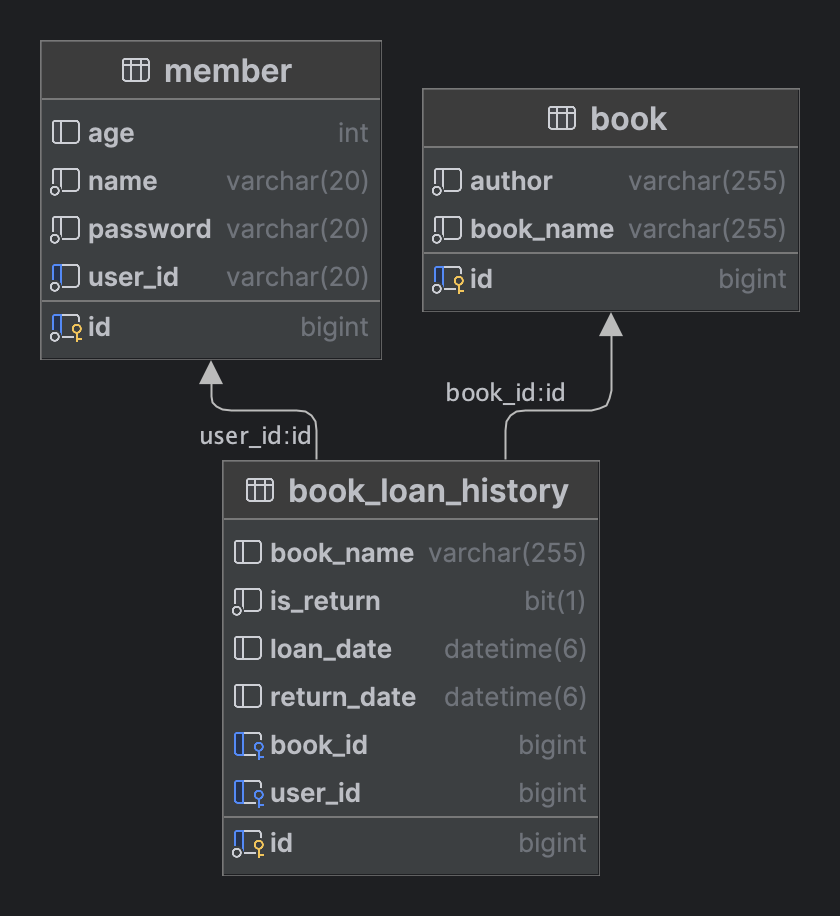 member
age int
name varchar(20)
password varchar(20)
user_id varchar(20)
id bigint
book
author varchar(255)
book_name varchar(255)
id bigint
user_id:id
book_id:id
book_loan_history
book_name varchar(255)
is_return bit(1)
loan_date datetime(6)
return_date datetime(6)
book_id bigint
user_id bigint
id bigint